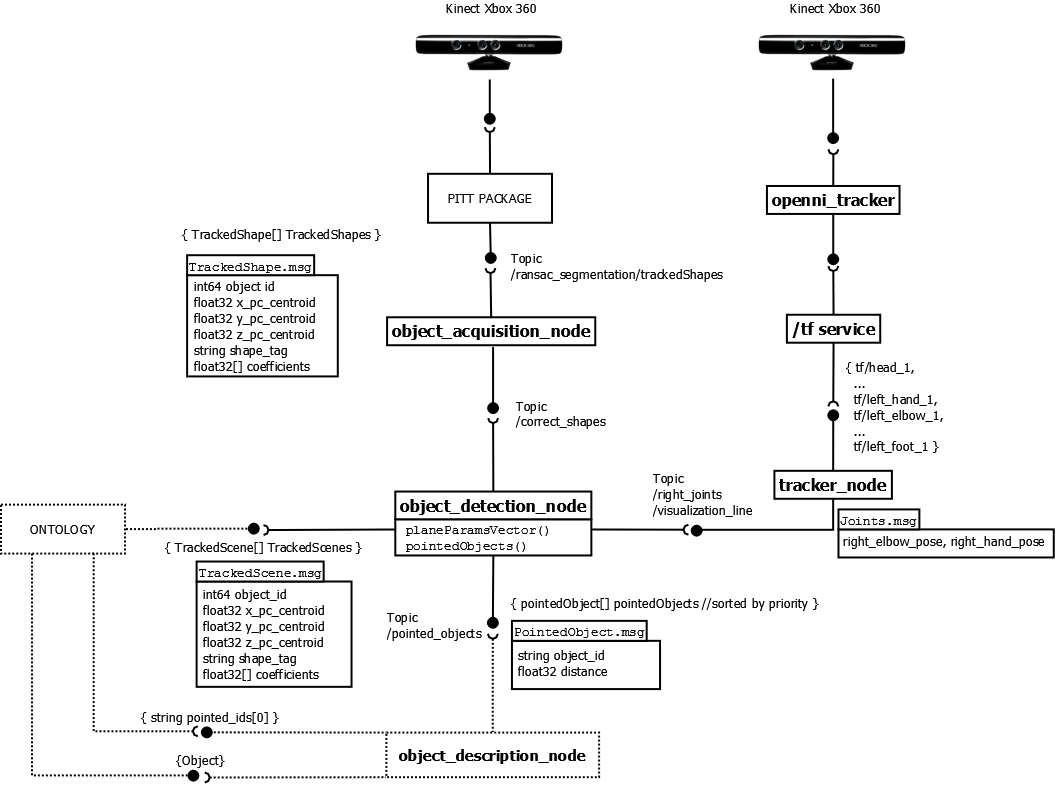 Kinect Xbox 360
Kinect Xbox 360
XBOX 360
XBOX 360
PITT PACKAGE
openni_tracker
{ TrackedShape[] TrackedShapes }
Topic
/ransac_segmentation/trackedShapes
TrackedShape.msg
int64 object id
float32 x_pc_centroid
float32 y_pc_centroid
float32 z_pc_centroid
string shape_tag
float32[] coefficients
object_acquisition_node
/tf service
{ tf/head_1,
...
tf/left_hand_1,
tf/left_elbow_1,
...
tf/left_foot_1 }
Topic
/correct_shapes
tracker_node
Topic
/right_joints
/visualization_line
object_detection_node
planeParamsVector()
pointedObjects()
Joints.msg
right_elbow_pose, right_hand_pose
ONTOLOGY
{ TrackedScene[] TrackedScenes }
TrackedScene.msg
int64 object_id
float32 x_pc_centroid
float32 y_pc_centroid
float32 z_pc_centroid
string shape_tag
float32[] coefficients
Topic
/pointed_objects
{ pointedObject[] pointedObjects //sorted by priority }
PointedObject.msg
string object_id
float32 distance
{ string pointed_ids[0] }
{Object}
object_description_node